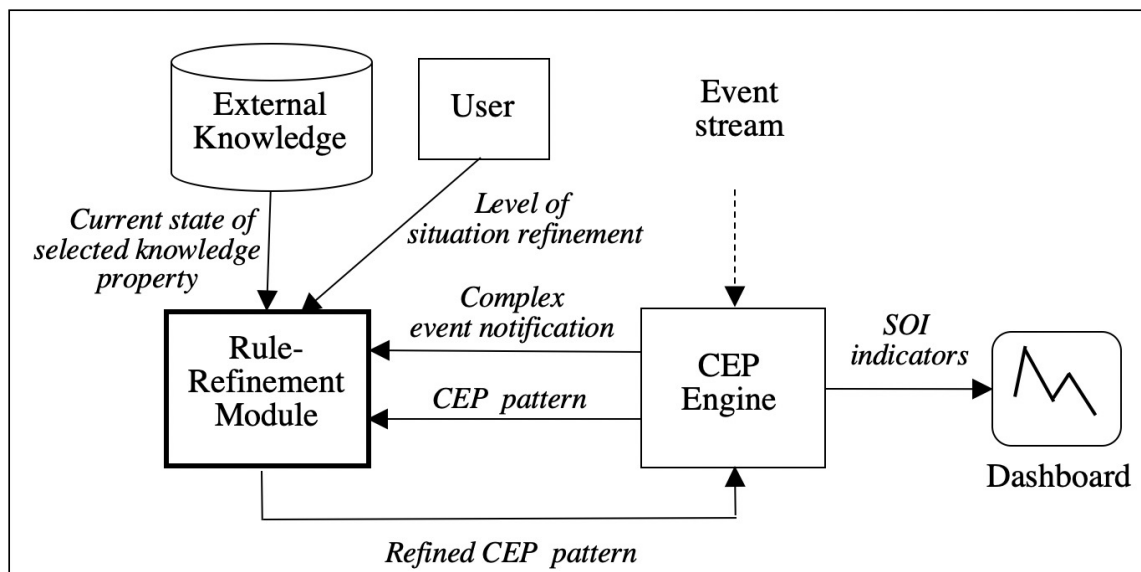 External
Knowledge
User
Event
stream
Current state of
selected knowledge
property
Level of
situation refinement
Complex
event notification
SOI
indicators
Rule-
Refinement
Module
CEP
Engine
CEP pattern
Dashboard
Refined CEP pattern